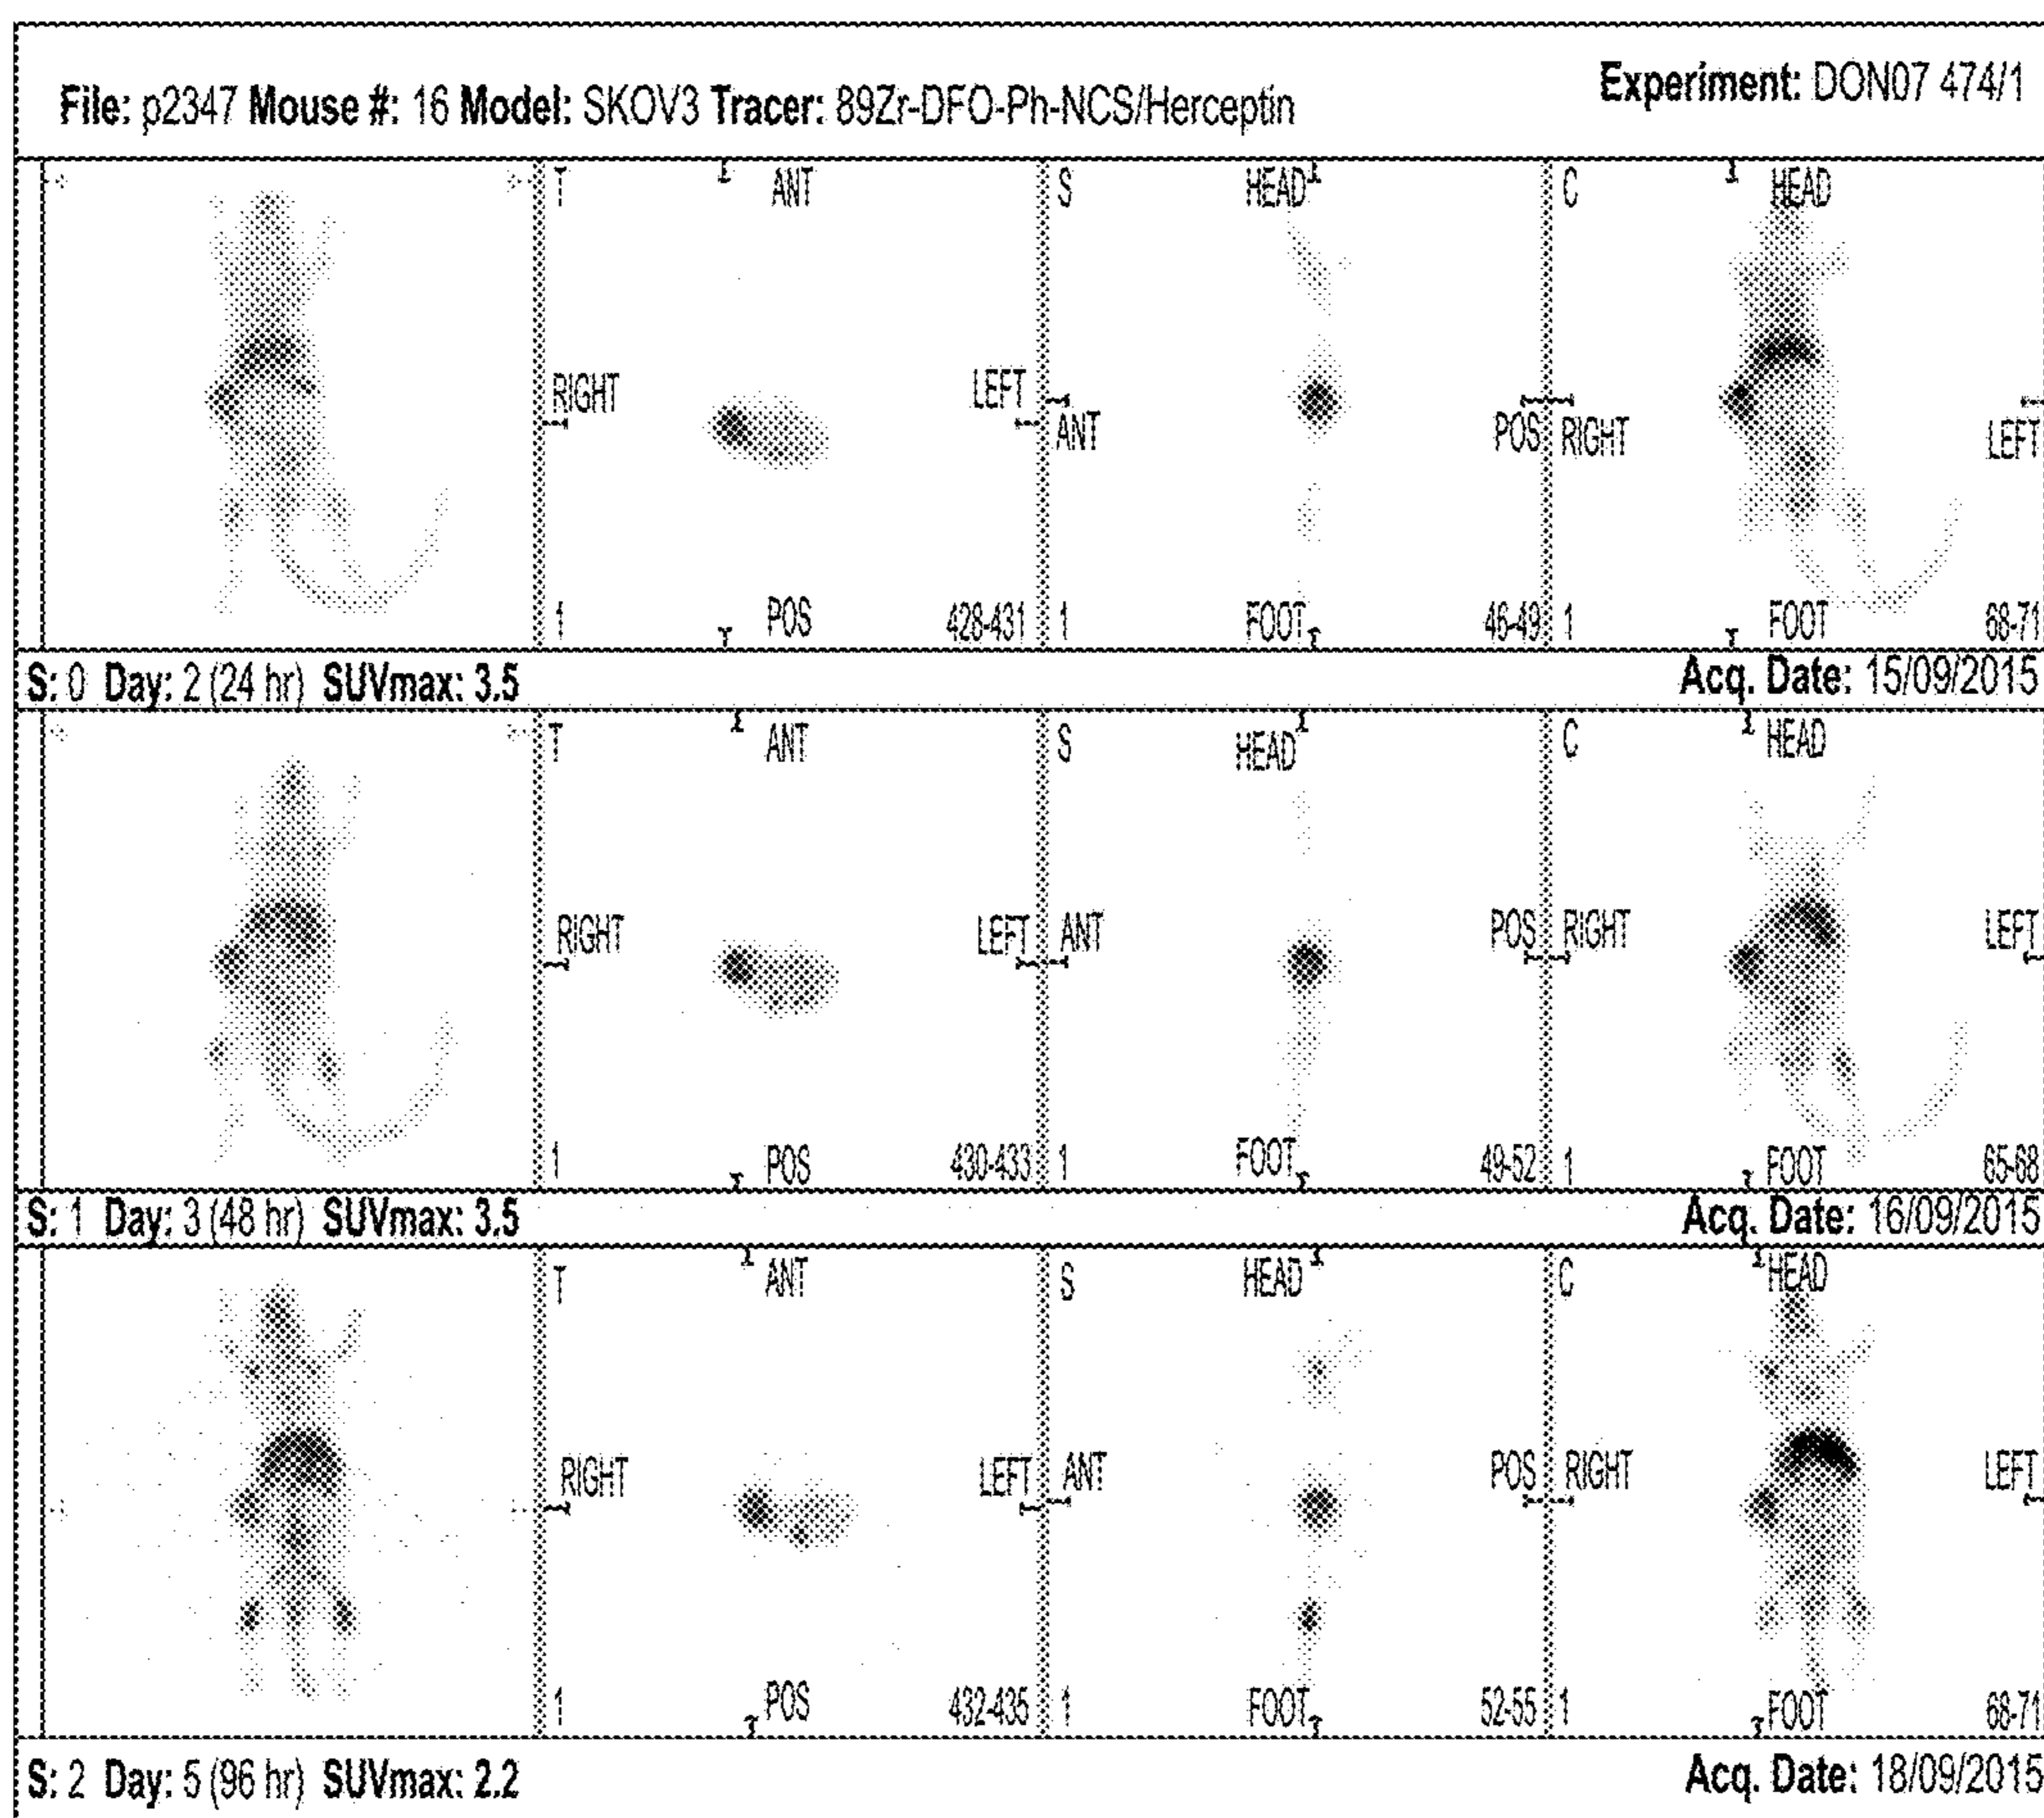 File: p2347 Mouse #: 16 Model: SKOV3 Tracer: 89Zr-DFO-Ph-NCS/Herceptin
Experiment: DON07 474/1
T ANT S HEAD C HEAD
RIGHT LEFT ANT POS RIGHT LEFT
1 POS 428-431 1 FOOT 46-49 1 FOOT 68-71
S: 0 Day: 2 (24 hr) SUVmax: 3.5 Acq. Date: 15/09/2015
T ANT S HEAD C HEAD
RIGHT LEFT ANT POS RIGHT LEFT
1 POS 430-433 1 FOOT 49-52 1 FOOT 65-68
S: 1 Day: 3 (48 hr) SUVmax: 3.5 Acq. Date: 16/09/2015
T ANT S HEAD C HEAD
RIGHT LEFT ANT POS RIGHT LEFT
1 POS 432-435 1 FOOT 52-55 1 FOOT 68-71
S: 2 Day: 5 (96 hr) SUVmax: 2.2 Acq. Date: 18/09/2015